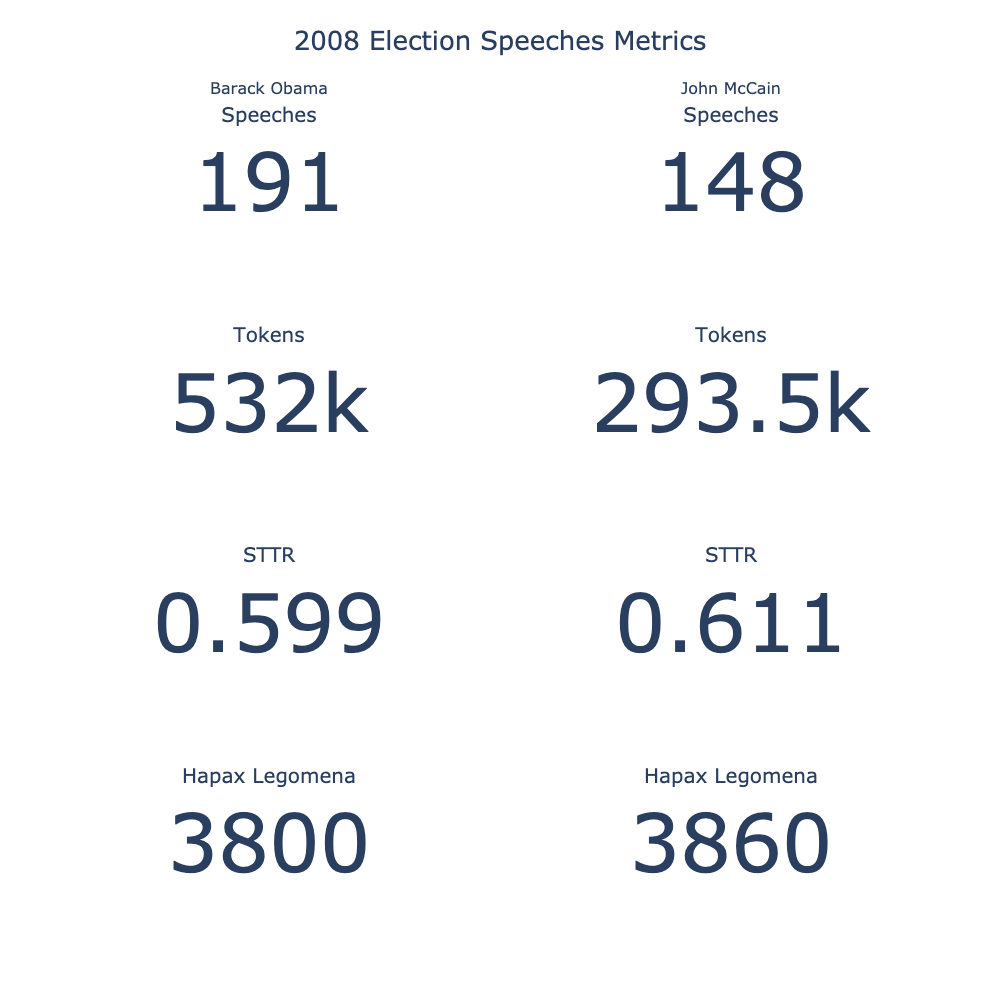 2008 Election Speeches Metrics
Barack Obama
Speeches
191
John McCain
Speeches
148
Tokens
532k
Tokens
293.5k
STTR
0.599
STTR
0.611
Hapax Legomena
3800
Hapax Legomena
3860